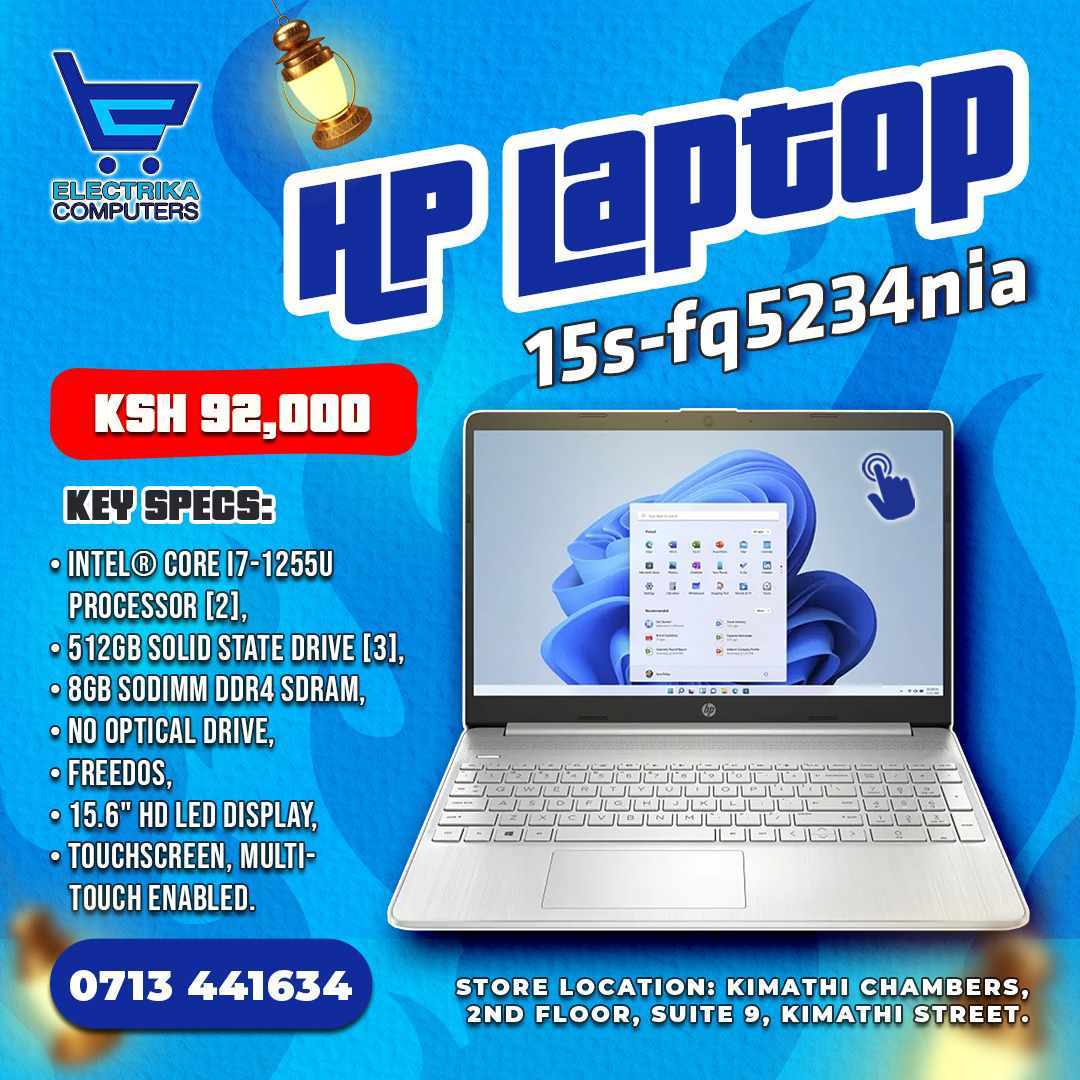 ELECTRIKA
COMPUTERS
HP Laptop
15s-fq5234nia
KSH 92,000
KEY SPECS:
• INTEL® CORE I7-1255U
PROCESSOR [2],
• 512GB SOLID STATE DRIVE [3],
• 8GB SODIMM DDR4 SDRAM,
• NO OPTICAL DRIVE,
• FREEDOS,
• 15.6" HD LED DISPLAY,
• TOUCHSCREEN, MULTI-
TOUCH ENABLED.
hp
0713 441634
STORE LOCATION: KIMATHI CHAMBERS,
2ND FLOOR, SUITE 9, KIMATHI STREET.